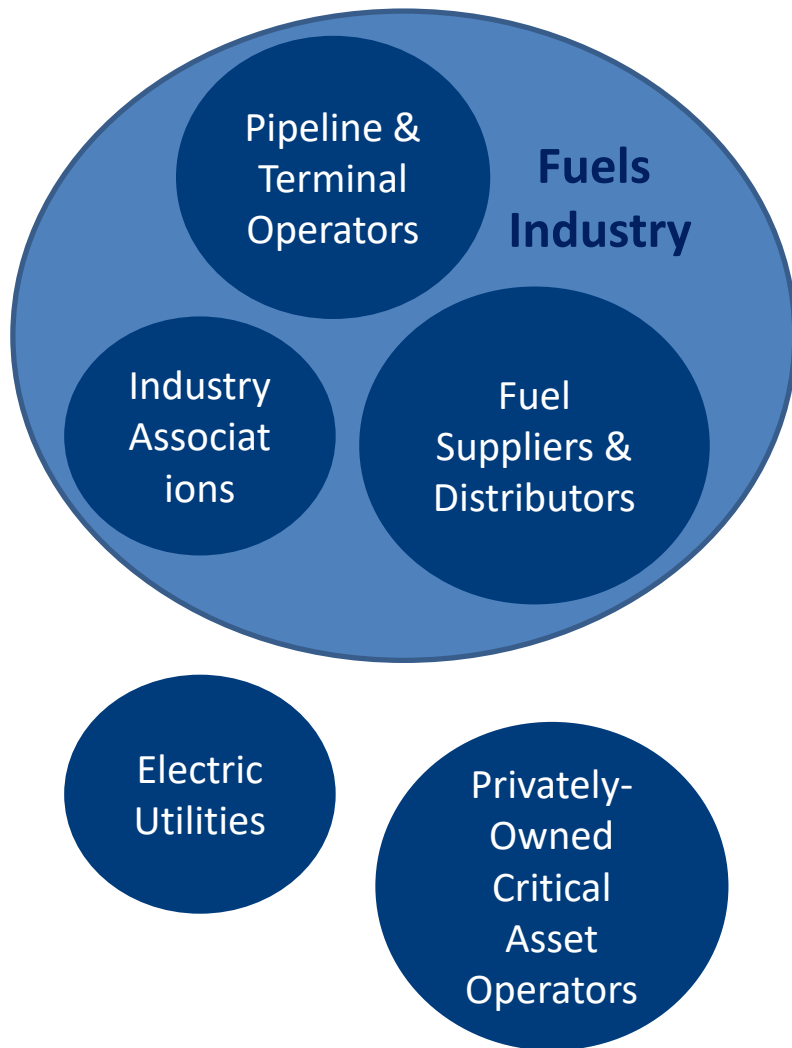 Pipeline &
Terminal
Operators
Fuels
Industry
Industry
Associat
ions
Fuel
Suppliers &
Distributors
Electric
Utilities
Privately-
Owned
Critical
Asset
Operators